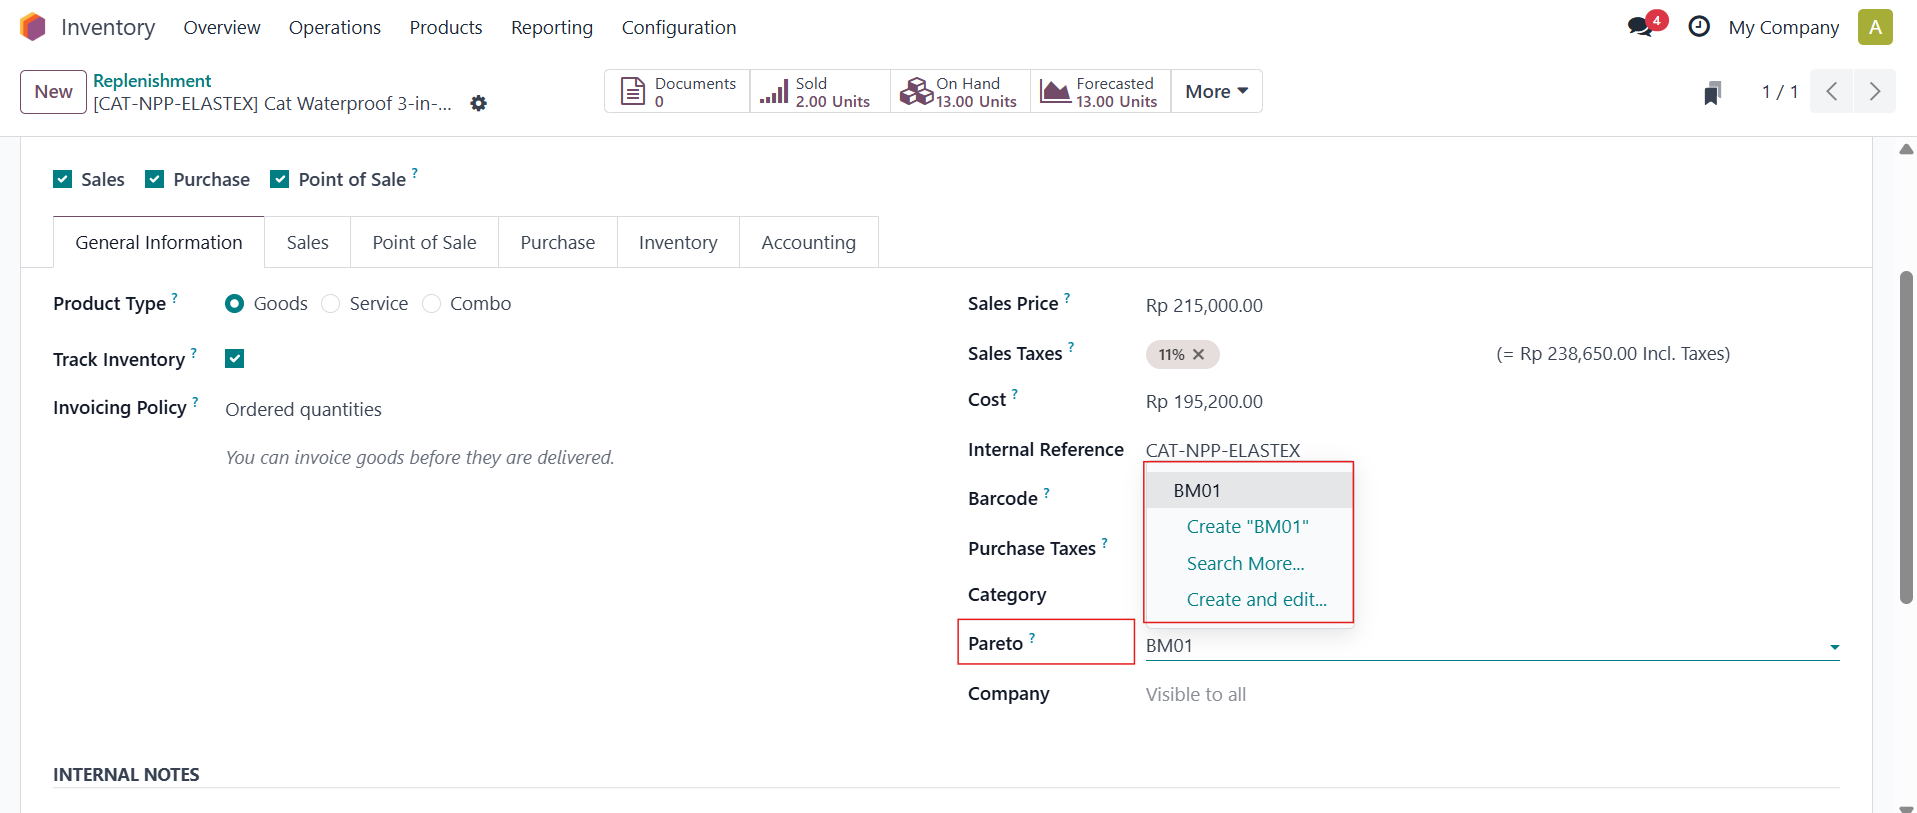 Inventory Overview Operations Products Reporting Configuration 4 My Company A
New Replenishment
[CAT-NPP-ELASTEX] Cat Waterproof 3-in-...
Documents 0
Sold 2.00 Units
On Hand 13.00 Units
Forecasted 13.00 Units
More
1 / 1
Sales Purchase Point of Sale ?
General Information Sales Point of Sale Purchase Inventory Accounting
Product Type ? Goods Service Combo
Track Inventory ?
Invoicing Policy ? Ordered quantities
You can invoice goods before they are delivered.
Sales Price ? Rp 215,000.00
Sales Taxes ? 11% (= Rp 238,650.00 Incl. Taxes)
Cost ? Rp 195,200.00
Internal Reference CAT-NPP-ELASTEX
Barcode ?
Purchase Taxes ?
Category
BM01
Create "BM01"
Search More...
Create and edit...
Pareto ? BM01
Company Visible to all
INTERNAL NOTES